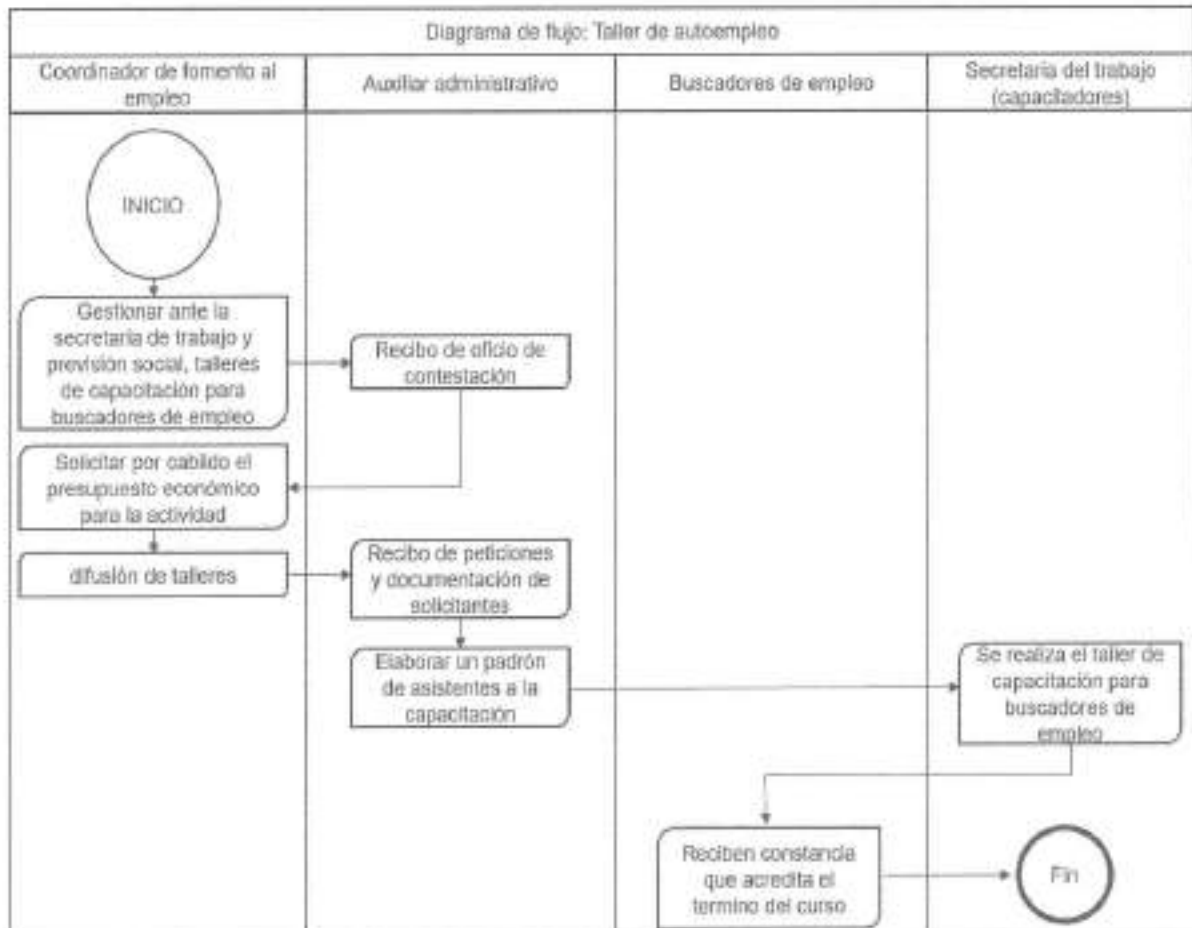 Diagrama de flujo: Taller de autoempleo
Coordinador de fomento al
empleo
Auxiliar administrativo
Buscadores de empleo
Secretaria del trabajo
(capacitadores)
INICIO
Gestionar ante la
secretaria de trabajo y
previsión social, talleres
de capacitación para
buscadores de empleo
Recibo de oficio de
contestación
Solicitar por cabildo el
presupuesto económico
para la actividad
difusión de talleres
Recibo de peticiones
y documentación de
solicitantes
Elaborar un padrón
de asistentes a la
capacitación
Se realiza el taller de
capacitación para
buscadores de
empleo
Reciben constancia
que acredita el
termino del curso
Fin